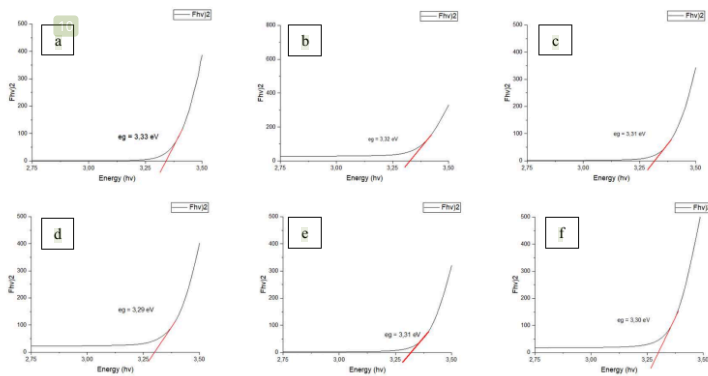 10
a
Fhv)2
500
400
300
200
100
0
Fhv)2
eg = 3,33 eV
2,75
3,00
3,25
3,50
Energy (hv)
b
Fhv)2
800
600
400
200
0
Fhv)2
eg = 3,32 eV
2,75
3,00
3,25
3,50
Energy (hv)
c
Fhv)2
500
400
300
200
100
0
Fhv)2
eg = 3,31 eV
2,75
3,00
3,25
3,50
Energy (hv)
d
Fhv)2
500
400
300
200
100
0
Fhv)2
eg = 3,29 eV
2,75
3,00
3,25
3,50
Energy (hv)
e
Fhv)2
500
400
300
200
100
0
Fhv)2
eg = 3,31 eV
2,75
3,00
3,25
3,50
Energy (hv)
f
Fhv)
500
400
300
200
100
0
Fhv)2
eg = 3,30 eV
2,75
3,00
3,25
3,50
Energy (hv)